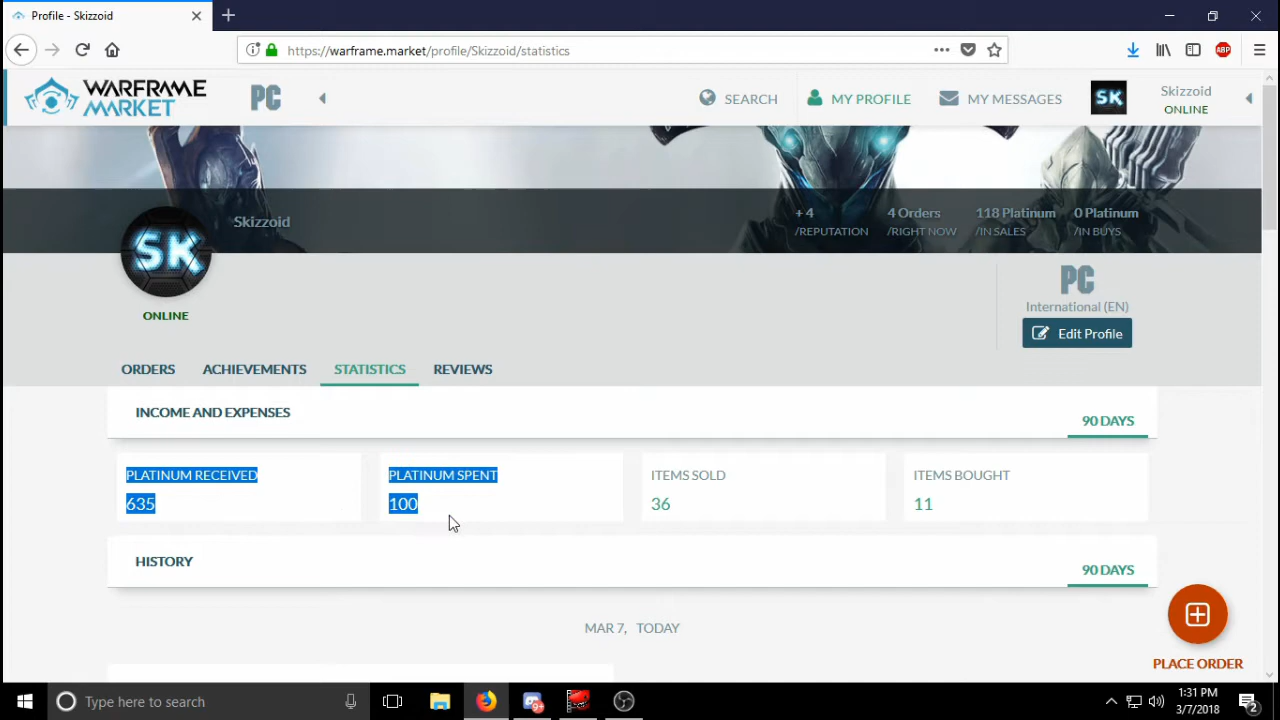 Profile - Skizzoid
https://warframe.market/profile/Skizzoid/statistics
ABP
WARFRAME
MARKET
PC
SEARCH
MY PROFILE
MY MESSAGES
SK
Skizzoid
ONLINE
SK
Skizzoid
+ 4
/REPUTATION
4 Orders
/RIGHT NOW
118 Platinum
/IN SALES
0 Platinum
/IN BUYS
ONLINE
PC
International (EN)
Edit Profile
ORDERS
ACHIEVEMENTS
STATISTICS
REVIEWS
INCOME AND EXPENSES
90 DAYS
PLATINUM RECEIVED
635
PLATINUM SPENT
100
ITEMS SOLD
36
ITEMS BOUGHT
11
HISTORY
90 DAYS
MAR 7, TODAY
PLACE ORDER
Type here to search
9+
1:31 PM
3/7/2018
2